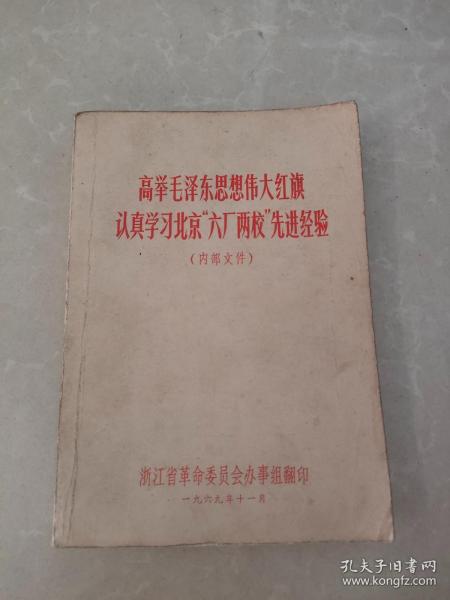 高举毛泽东思想伟大红旗
认真学习北京“六厂两校”先进经验
(内部文件)
浙江省革命委员会办事组翻印
一九六九年十一月
孔夫子旧书网
www.kongfz.com